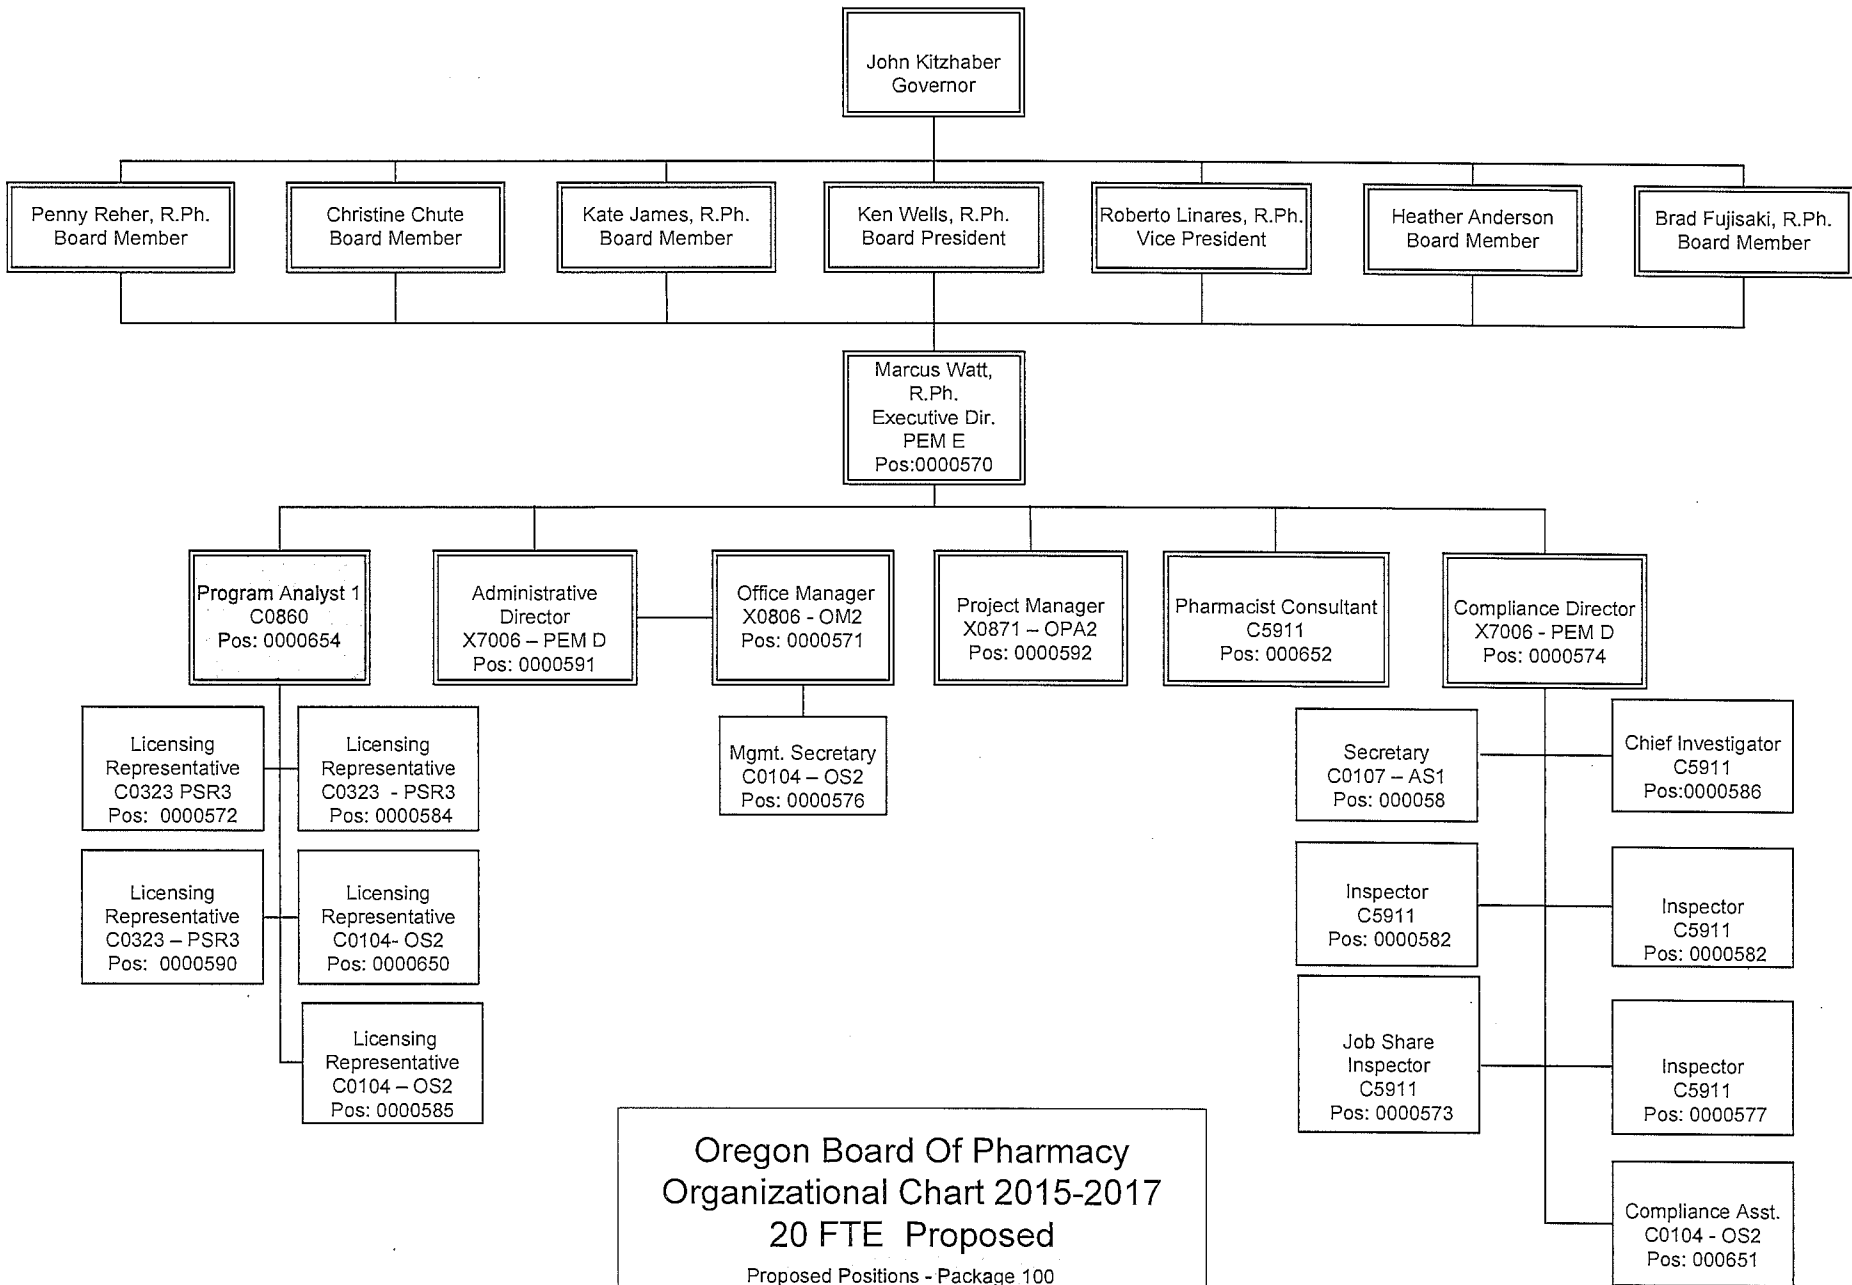 John Kitzhaber
Governor
Penny Reher, R.Ph.
Board Member
Christine Chute
Board Member
Kate James, R.Ph.
Board Member
Ken Wells, R.Ph.
Board President
Roberto Linares, R.Ph.
Vice President
Heather Anderson
Board Member
Brad Fujisaki, R.Ph.
Board Member
Marcus Watt,
R.Ph.
Executive Dir.
PEM E
Pos:0000570
Program Analyst 1
C0860
Pos: 0000654
Administrative
Director
X7006 – PEM D
Pos: 0000591
Office Manager
X0806 - OM2
Pos: 0000571
Project Manager
X0871 – OPA2
Pos: 0000592
Pharmacist Consultant
C5911
Pos: 000652
Compliance Director
X7006 - PEM D
Pos: 0000574
Licensing
Representative
C0323 PSR3
Pos: 0000572
Licensing
Representative
C0323 - PSR3
Pos: 0000584
Mgmt. Secretary
C0104 – OS2
Pos: 0000576
Secretary
C0107 – AS1
Pos: 000058
Chief Investigator
C5911
Pos:0000586
Licensing
Representative
C0323 – PSR3
Pos: 0000590
Licensing
Representative
C0104- OS2
Pos: 0000650
Inspector
C5911
Pos: 0000582
Inspector
C5911
Pos: 0000582
Licensing
Representative
C0104 – OS2
Pos: 0000585
Job Share
Inspector
C5911
Pos: 0000573
Inspector
C5911
Pos: 0000577
Compliance Asst.
C0104 - OS2
Pos: 000651
Oregon Board Of Pharmacy
Organizational Chart 2015-2017
20 FTE Proposed
Proposed Positions - Package 100